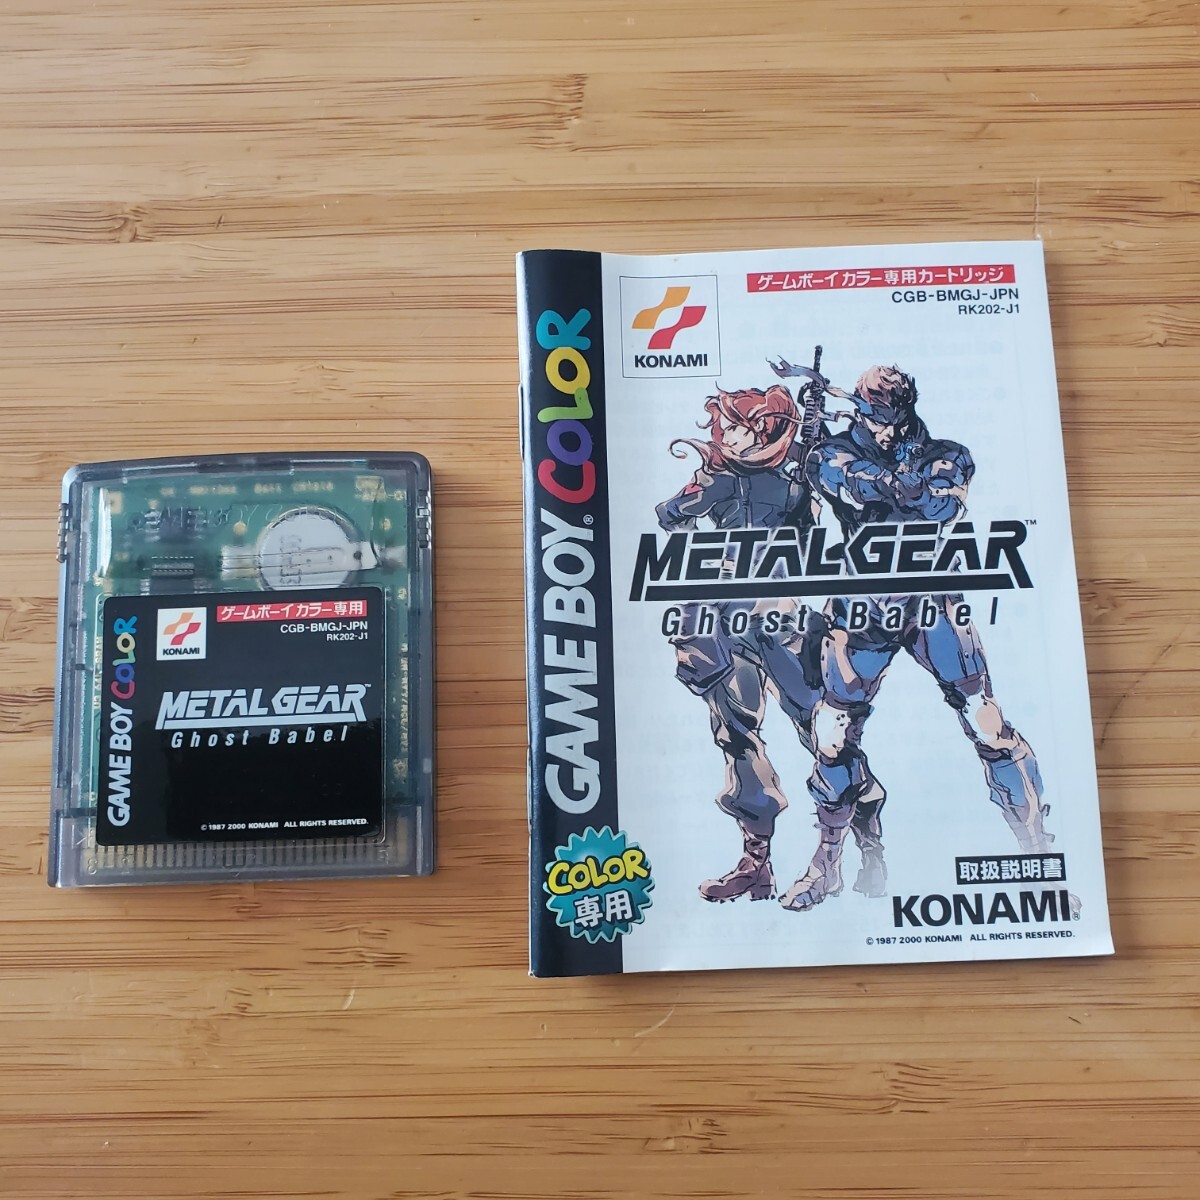 GAME BOY COLOR
KONAMI
ゲームボーイカラー専用
CGB-BMGJ-JPN
RK202-J1
METAL GEAR™
Ghost Babel
© 1987 2000 KONAMI ALL RIGHTS RESERVED.
GAME BOY® COLOR
COLOR
専用
KONAMI
ゲームボーイカラー専用カートリッジ
CGB-BMGJ-JPN
RK202-J1
METAL GEAR™
Ghost Babel
取扱説明書
KONAMI®
© 1987 2000 KONAMI ALL RIGHTS RESERVED.